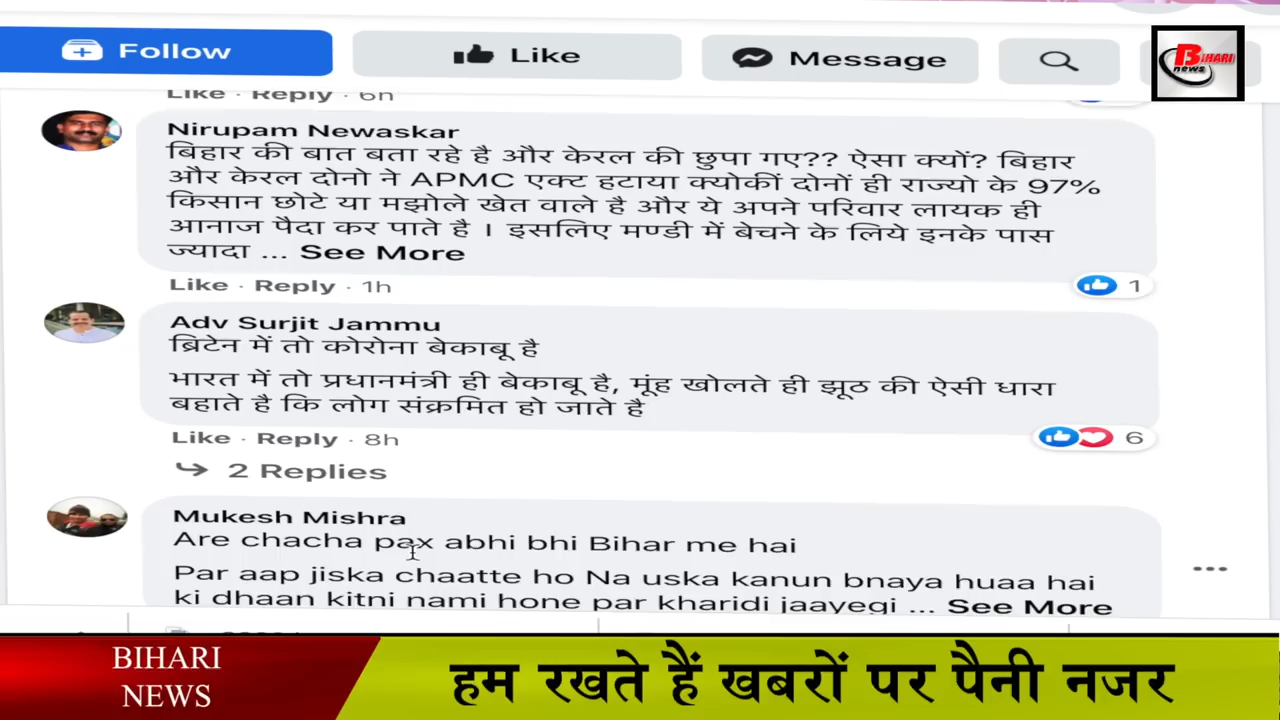 Follow
Like
Message
BIHARI
news
Like · Reply · 6h
Nirupam Newaskar
बिहार की बात बता रहे है और केरल की छुपा गए?? ऐसा क्यों? बिहार
और केरल दोनो ने APMC एक्ट हटाया क्योकीं दोनों ही राज्यो के 97%
किसान छोटे या मझोले खेत वाले है और ये अपने परिवार लायक ही
आनाज पैदा कर पाते है । इसलिए मण्डी में बेचने के लिये इनके पास
ज्यादा ... See More
Like · Reply · 1h
1
Adv Surjit Jammu
ब्रिटेन में तो कोरोना बेकाबू है
भारत में तो प्रधानमंत्री ही बेकाबू है, मूंह खोलते ही झूठ की ऐसी धारा
बहाते है कि लोग संक्रमित हो जाते है
Like · Reply · 8h
6
2 Replies
Mukesh Mishra
Are chacha pax abhi bhi Bihar me hai
Par aap jiska chaatte ho Na uska kanun bnaya huaa hai
ki dhaan kitni nami hone par kharidi jaayegi ... See More
BIHARI
NEWS
हम रखते हैं खबरों पर पैनी नजर